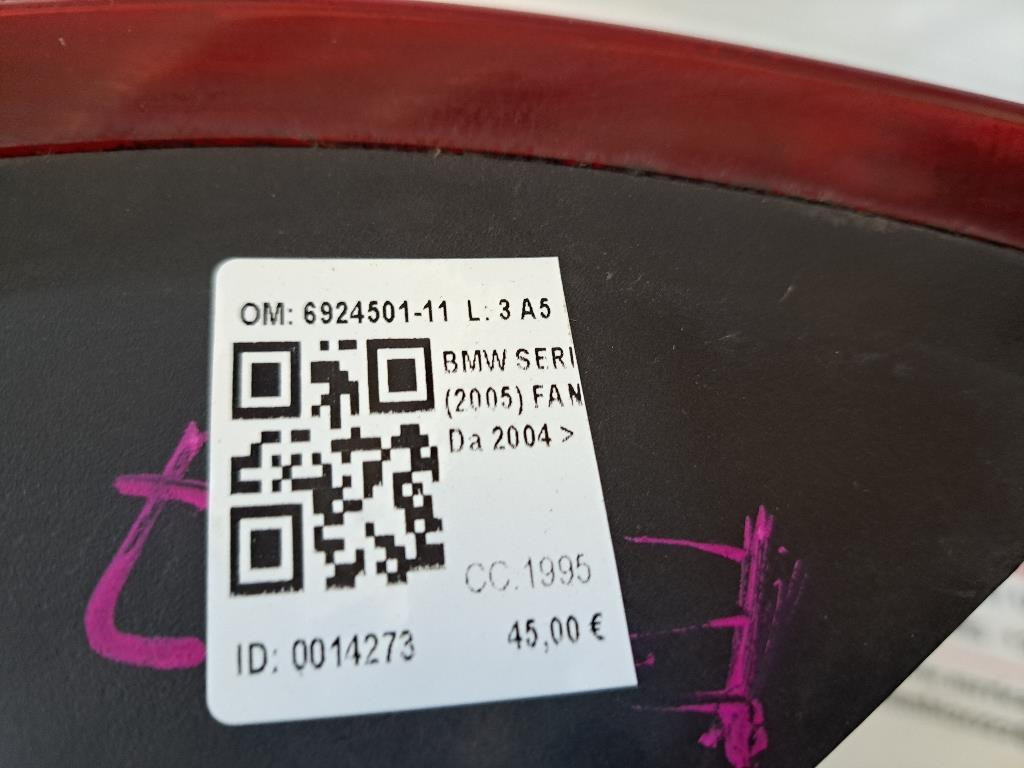 OM: 6924501-11 L: 3 A5
BMW SERI
(2005) FAN
Da 2004 >
CC.1995
45,00 €
ID: 0014273